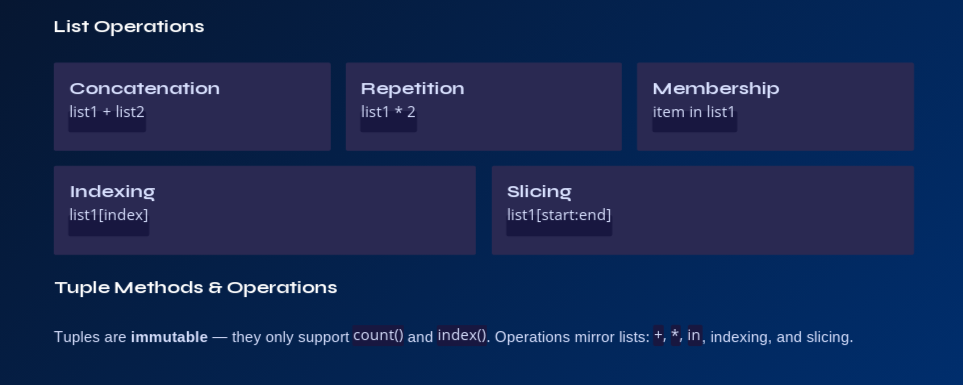 List Operations
Concatenation
list1 + list2
Repetition
list1 * 2
Membership
item in list1
Indexing
list1[index]
Slicing
list1[start:end]
Tuple Methods & Operations
Tuples are immutable — they only support count() and index(). Operations mirror lists: +, *, in, indexing, and slicing.